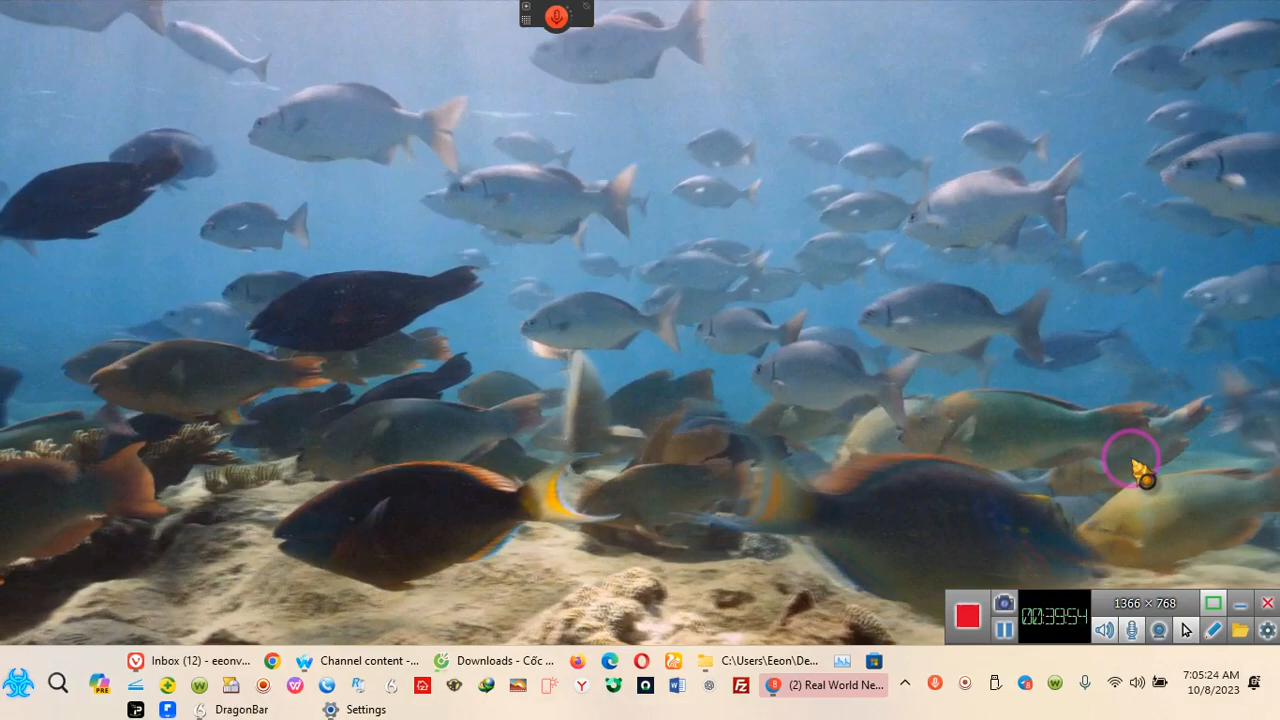 00:39:54
1366 × 768
Inbox (12) - eeonv...
Channel content -...
Downloads - Cốc ...
C:\Users\Eeon\De...
PRE
(2) Real World Ne...
7:05:24 AM
10/8/2023
DragonBar
Settings